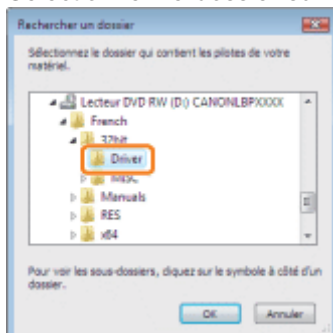 Rechercher un dossier
Sélectionnez le dossier qui contient les pilotes de votre
matériel.
Lecteur DVD RW (D:) CANONLBPXXXX
French
32bit
Driver
MISC
Manuals
RES
x64
Pour voir les sous-dossiers, cliquez sur le symbole à côté d'un
dossier.
OK
Annuler